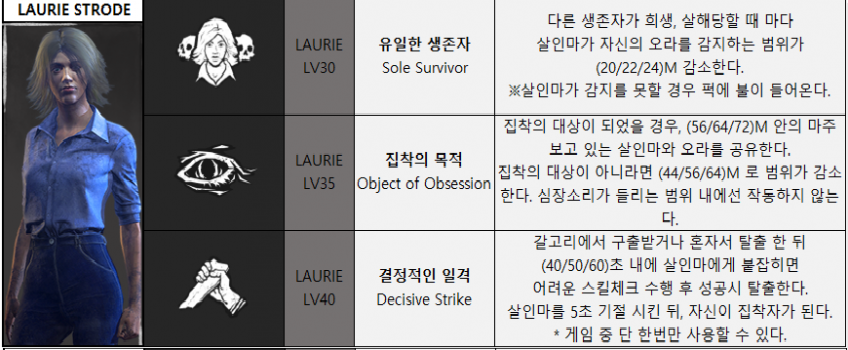 LAURIE STRODE
LAURIE
LV30
유일한 생존자
Sole Survivor
다른 생존자가 희생, 살해당할 때 마다
살인마가 자신의 오라를 감지하는 범위가
(20/22/24)M 감소한다.
※살인마가 감지를 못할 경우 퍽에 불이 들어온다.
LAURIE
LV35
집착의 목적
Object of Obsession
집착의 대상이 되었을 경우, (56/64/72)M 안의 마주
보고 있는 살인마와 오라를 공유한다.
집착의 대상이 아니라면 (44/56/64)M 로 범위가 감소
한다. 심장소리가 들리는 범위 내에선 작동하지 않는
다.
LAURIE
LV40
결정적인 일격
Decisive Strike
갈고리에서 구출받거나 혼자서 탈출 한 뒤
(40/50/60)초 내에 살인마에게 붙잡히면
어려운 스킬체크 수행 후 성공시 탈출한다.
살인마를 5초 기절 시킨 뒤, 자신이 집착자가 된다.
* 게임 중 단 한번만 사용할 수 있다.